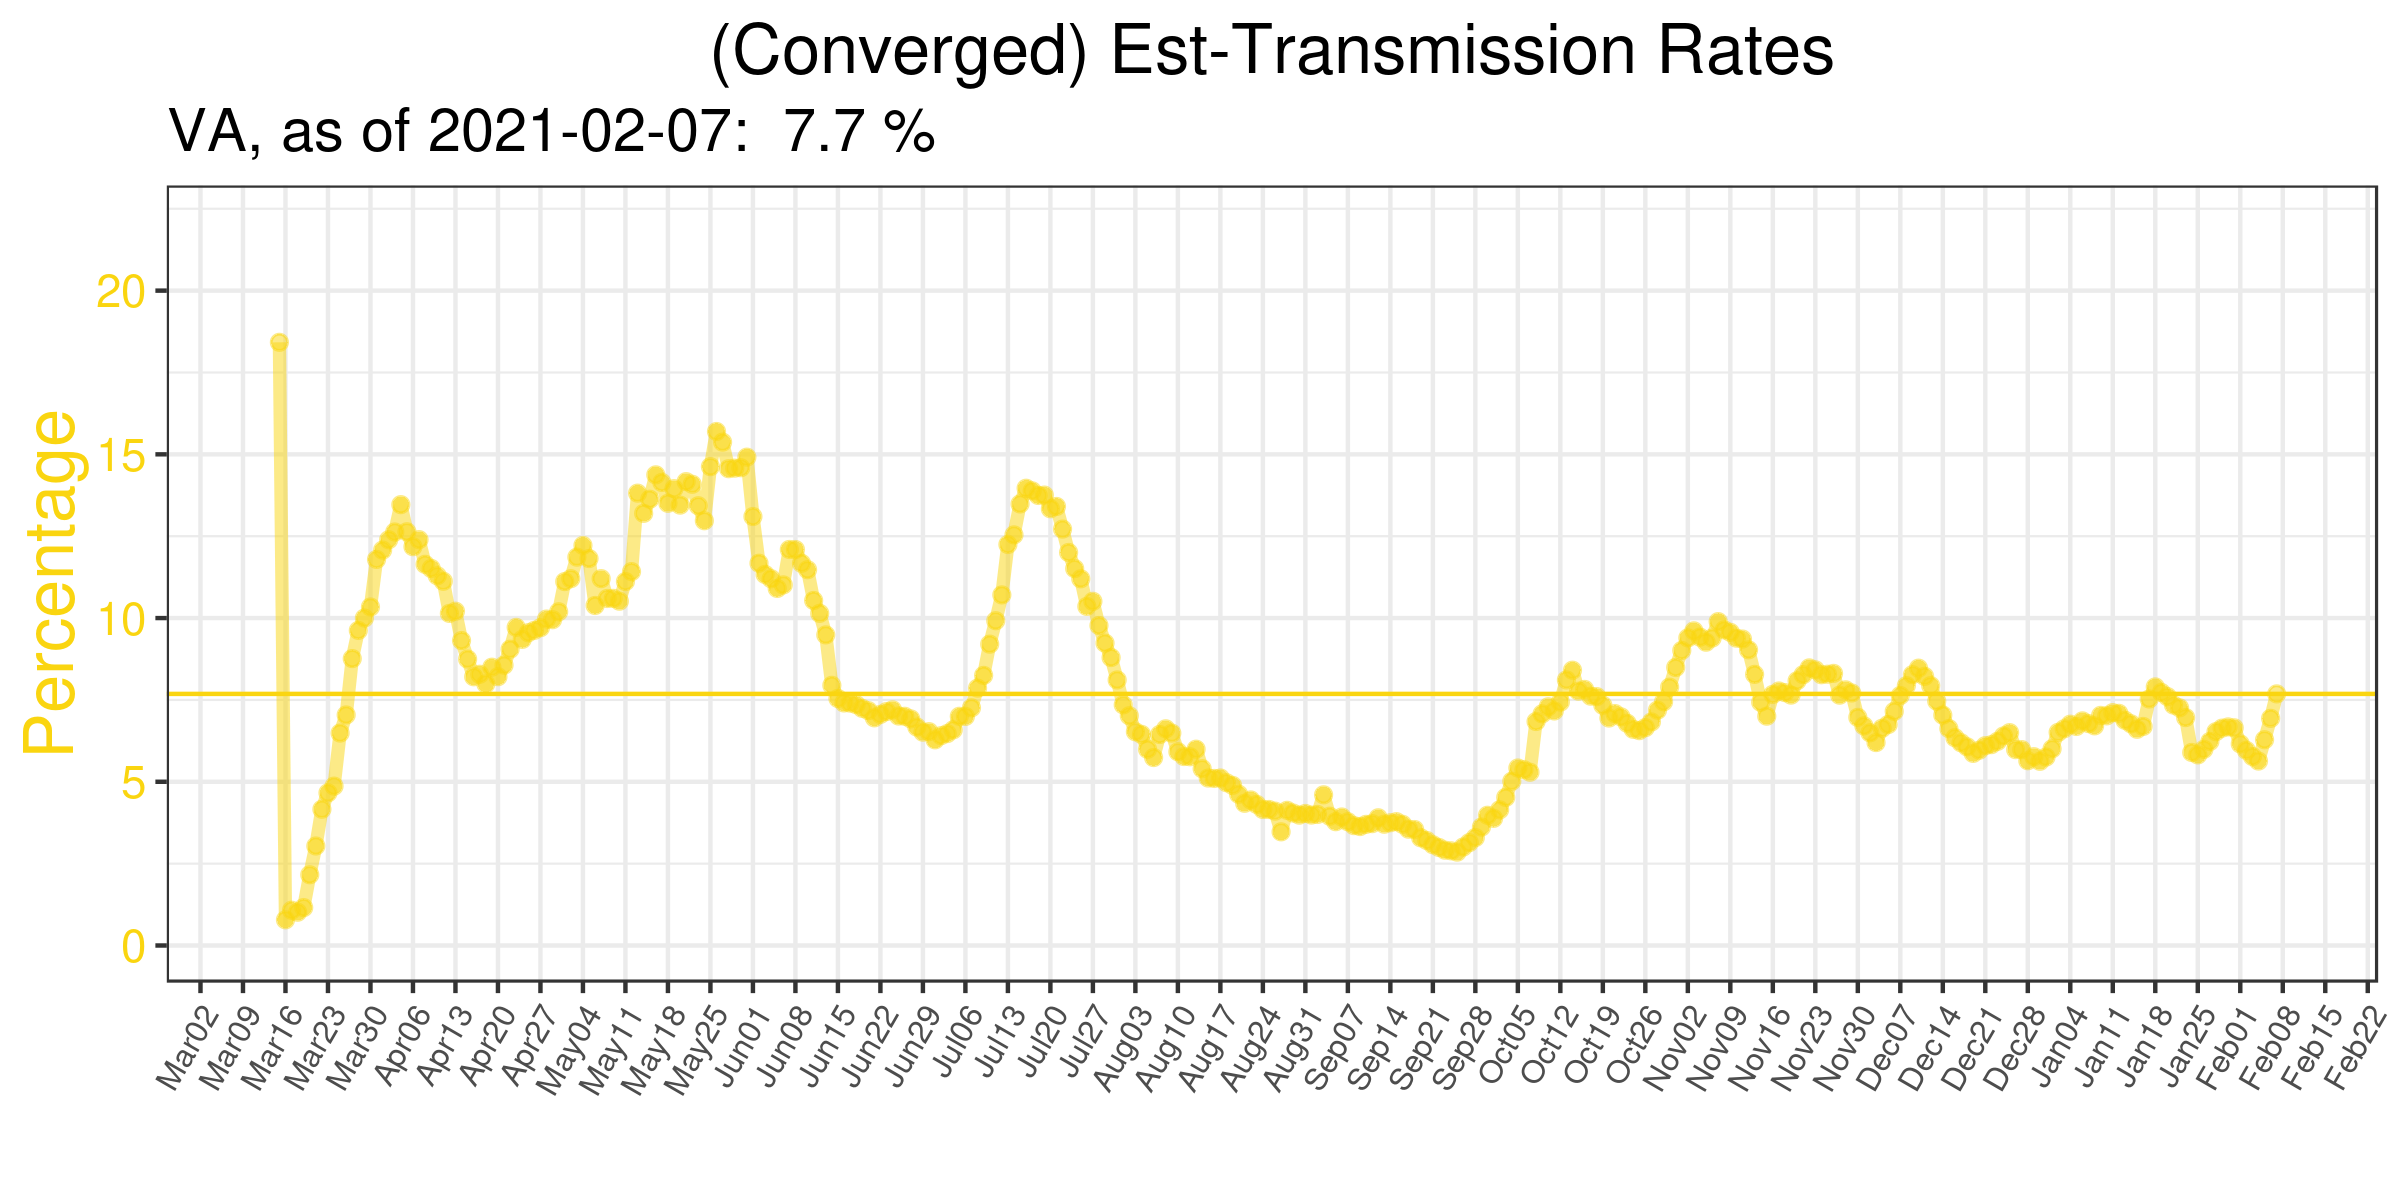 (Converged) Est-Transmission Rates
VA, as of 2021-02-07:  7.7 %
Percentage
20
15
10
5
0
Mar02
Mar09
Mar16
Mar23
Mar30
Apr06
Apr13
Apr20
Apr27
May04
May11
May18
May25
Jun01
Jun08
Jun15
Jun22
Jun29
Jul06
Jul13
Jul20
Jul27
Aug03
Aug10
Aug17
Aug24
Aug31
Sep07
Sep14
Sep21
Sep28
Oct05
Oct12
Oct19
Oct26
Nov02
Nov09
Nov16
Nov23
Nov30
Dec07
Dec14
Dec21
Dec28
Jan04
Jan11
Jan18
Jan25
Feb01
Feb08
Feb15
Feb22